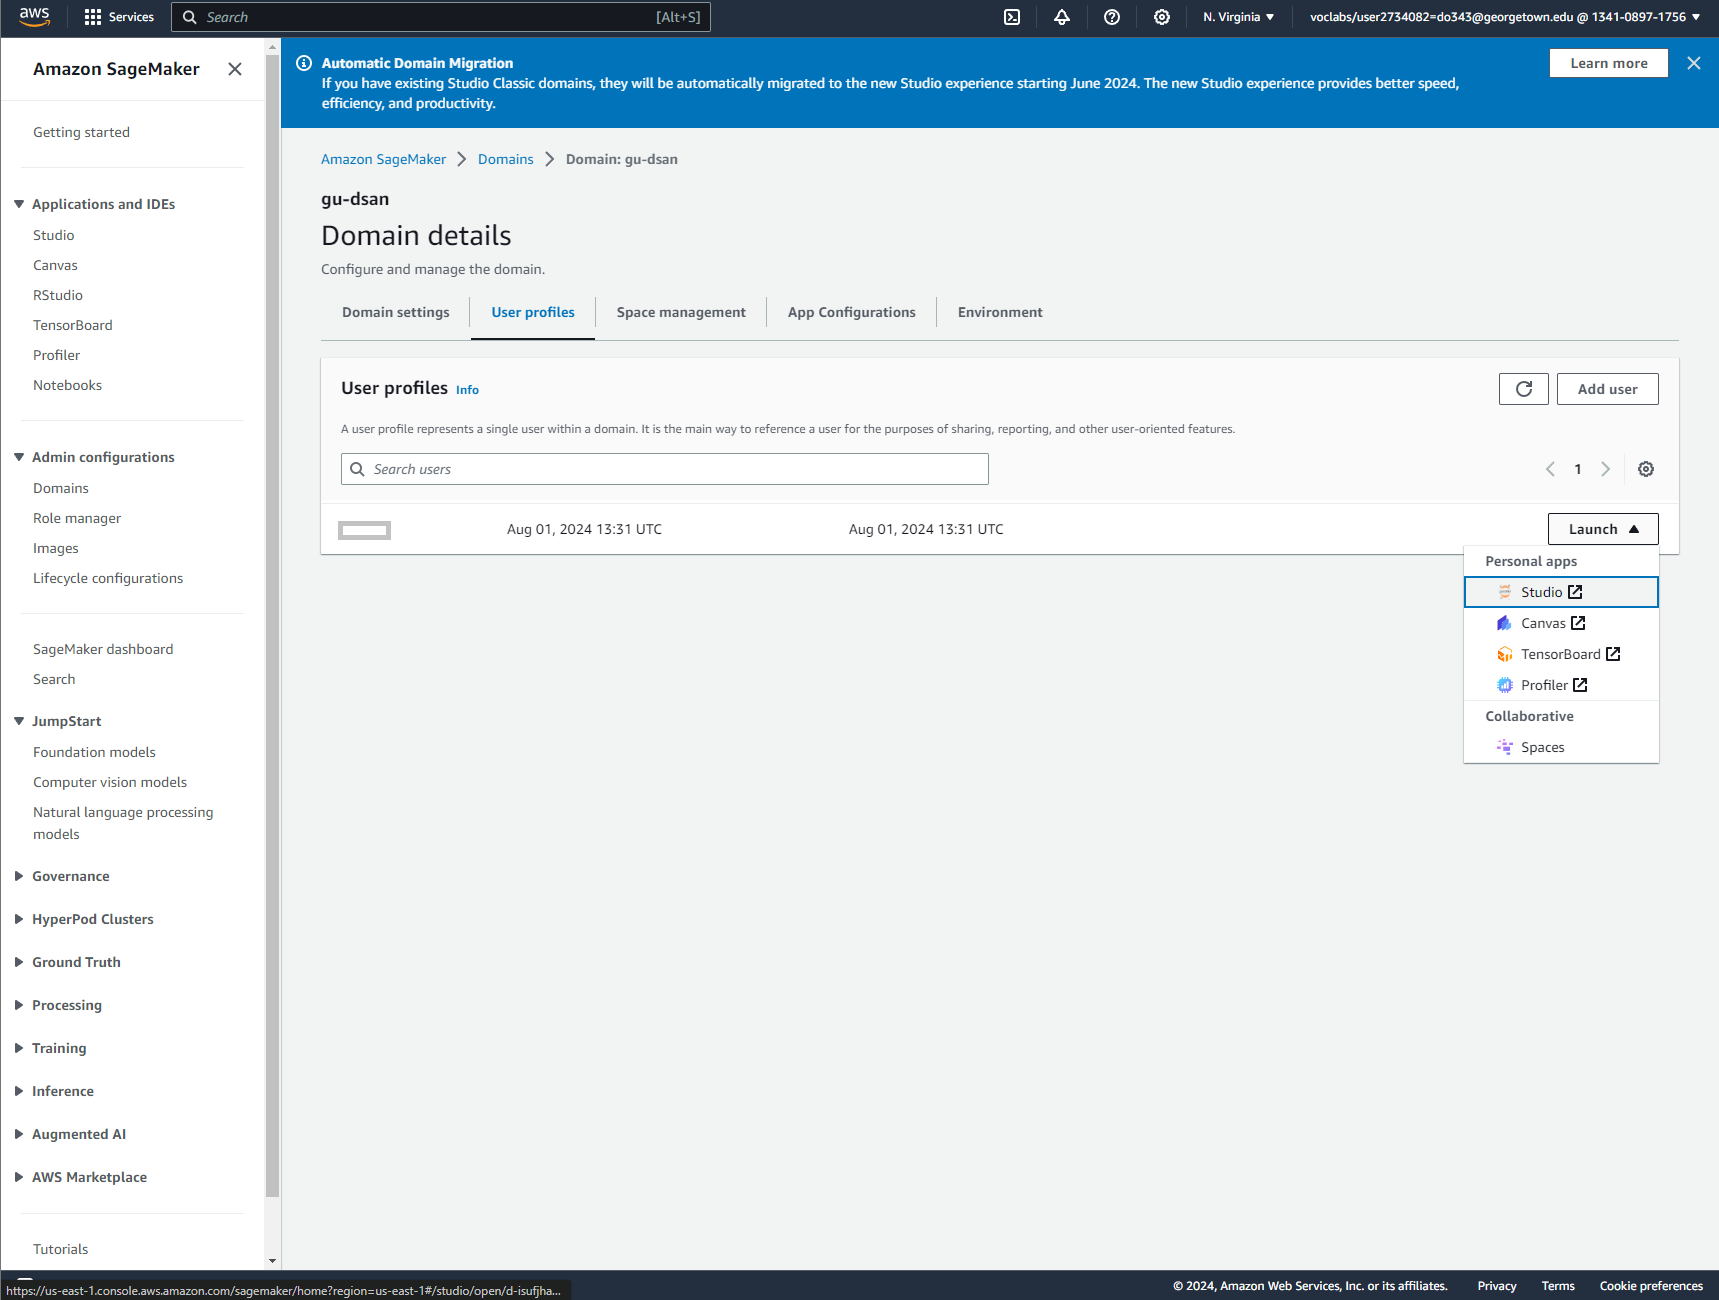 aws
Services
Search
[Alt+S]
N. Virginia
voclabs/user2734082=do343@georgetown.edu @ 1341-0897-1756
Amazon SageMaker
Getting started
Applications and IDEs
Studio
Canvas
RStudio
TensorBoard
Profiler
Notebooks
Admin configurations
Domains
Role manager
Images
Lifecycle configurations
SageMaker dashboard
Search
JumpStart
Foundation models
Computer vision models
Natural language processing
models
Governance
HyperPod Clusters
Ground Truth
Processing
Training
Inference
Augmented AI
AWS Marketplace
Tutorials
Automatic Domain Migration
If you have existing Studio Classic domains, they will be automatically migrated to the new Studio experience starting June 2024. The new Studio experience provides better speed,
efficiency, and productivity.
Learn more
Amazon SageMaker
Domains
Domain: gu-dsan
gu-dsan
Domain details
Configure and manage the domain.
Domain settings
User profiles
Space management
App Configurations
Environment
User profiles
Info
Add user
A user profile represents a single user within a domain. It is the main way to reference a user for the purposes of sharing, reporting, and other user-oriented features.
Search users
1
Aug 01, 2024 13:31 UTC
Aug 01, 2024 13:31 UTC
Launch
Personal apps
Studio
Canvas
TensorBoard
Profiler
Collaborative
Spaces
https://us-east-1.console.aws.amazon.com/sagemaker/home?region=us-east-1#/studio/open/d-isufjha...
© 2024, Amazon Web Services, Inc. or its affiliates.
Privacy
Terms
Cookie preferences